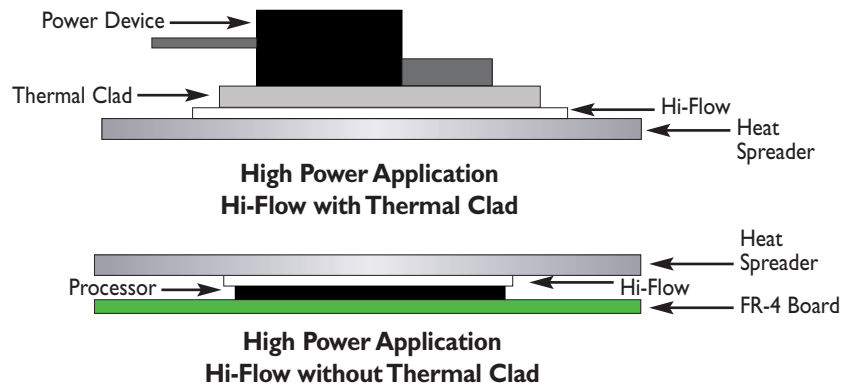 Power Device
Thermal Clad
Hi-Flow
Heat
Spreader
High Power Application
Hi-Flow with Thermal Clad
Heat
Spreader
Processor
Hi-Flow
FR-4 Board
High Power Application
Hi-Flow without Thermal Clad